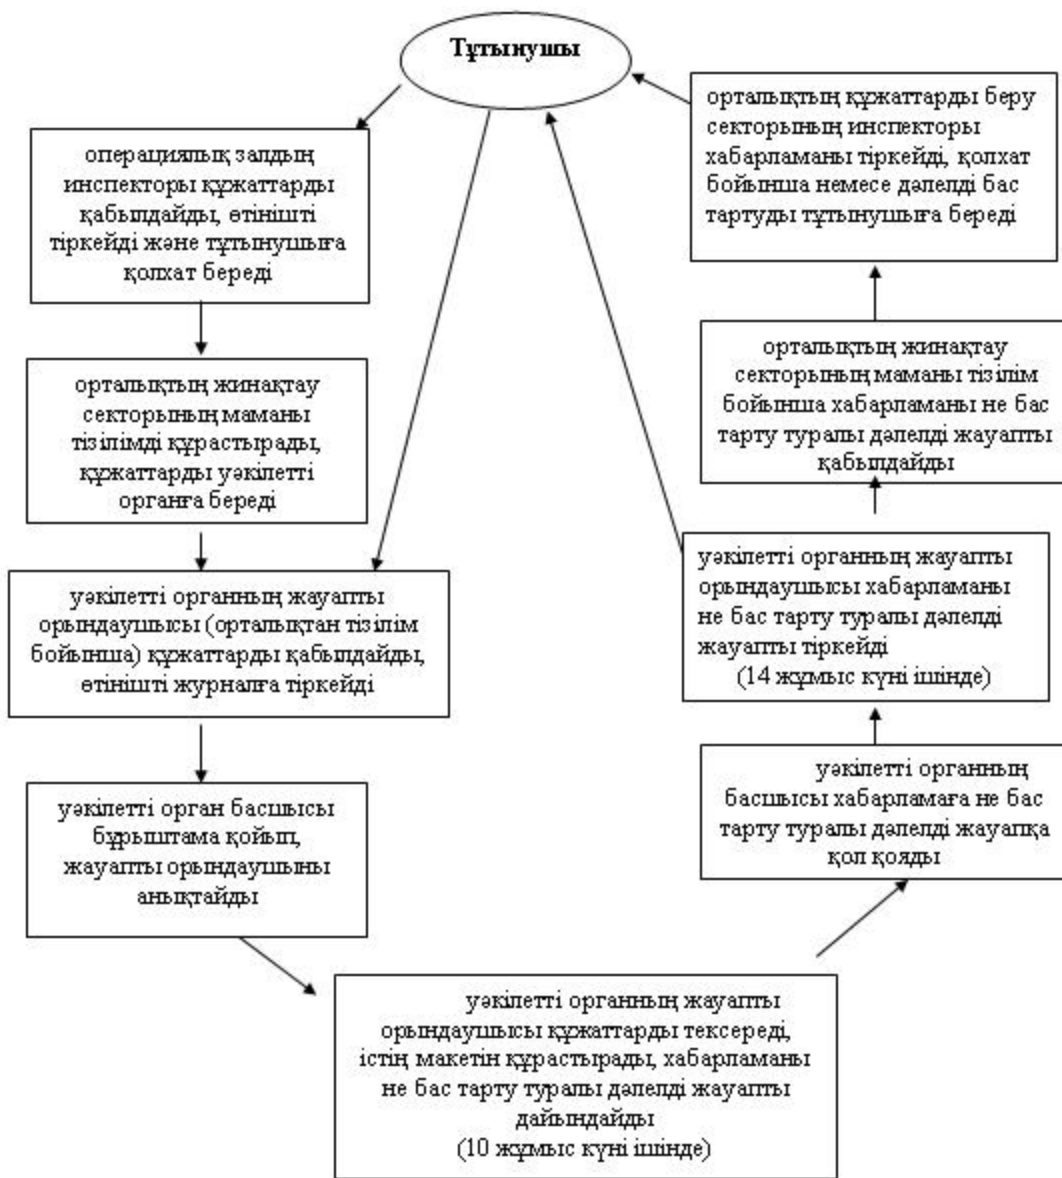 Тұтынушы
операциялық залдың
инспекторы құжаттарды
қабылдайды, өтінішті
тіркейді және тұтынушыға
қолхат береді
орталықтың жинақтау
секторының маманы
тізілімді құрастырады,
құжаттарды уәкілетті
органға береді
уәкілетті органның жауапты
орындаушысы (орталықтан тізілім
бойынша) құжаттарды қабылдайды,
өтінішті журналға тіркейді
уәкілетті орган басшысы
бұрыштама қойып,
жауапты орындаушыны
анықтайды
уәкілетті органның жауапты
орындаушысы құжаттарды тексереді,
істің макетін құрастырады, хабарламаны
не бас тарту туралы дәлелді жауапты
дайындайды
(10 жұмыс күні ішінде)
уәкілетті органның
басшысы хабарламаға не бас
тарту туралы дәлелді жауапқа
қол қояды
уәкілетті органның жауапты
орындаушысы хабарламаны
не бас тарту туралы дәлелді
жауапты тіркейді
(14 жұмыс күні ішінде)
орталықтың жинақтау
секторының маманы тізілім
бойынша хабарламаны не бас
тарту туралы дәлелді жауапты
қабылдайды
орталықтың құжаттарды беру
секторының инспекторы
хабарламаны тіркейді, қолхат
бойынша немесе дәлелді бас
тартуды тұтынушыға береді